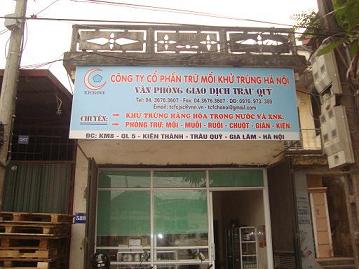 CÔNG TY CỔ PHẦN TRỪ MỐI KHỬ TRÙNG HÀ NỘI
VĂN PHÒNG GIAO DỊCH TRÂU QUỲ
Tel: 04.3676.3607 - Fax: 04.3676.3607 - DĐ: 0976. 973. 389
CHUYÊN:
- KHỬ TRÙNG HÀNG HÓA TRONG NƯỚC VÀ XNK.
- PHÒNG TRỪ: MỐI - MUỖI - RUỒI - CHUỘT - GIÁN - KIẾN.
ĐC: KM8 - QL 5 - KIÊN THÀNH - TRÂU QUỲ - GIA LÂM - HÀ NỘI